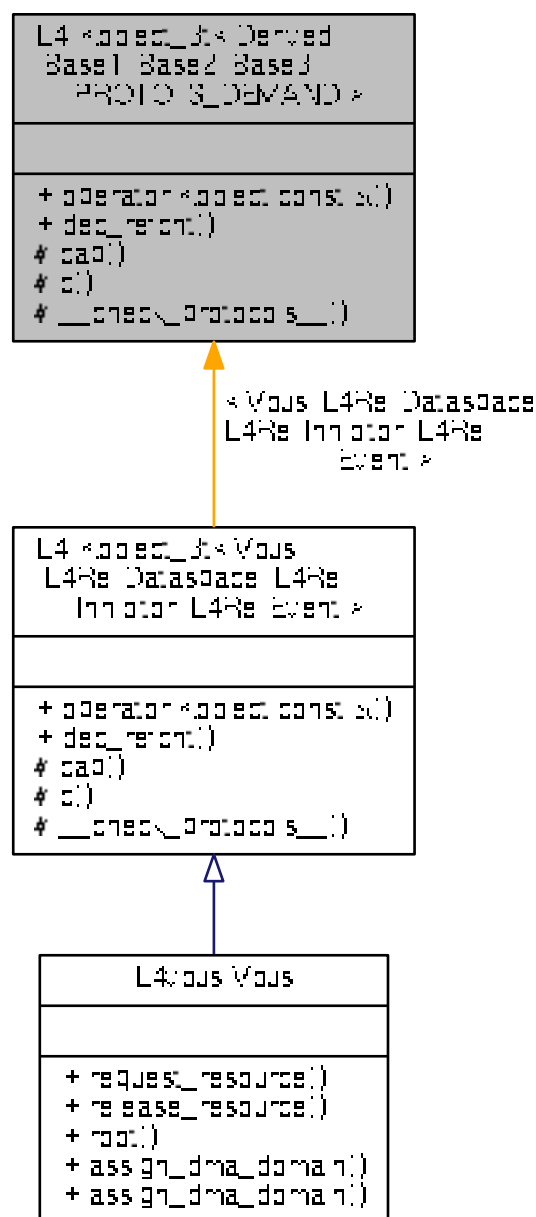 L4 Kobject_3t< Derived
Base1 Base2 Base3
PROTO S_DEMAND >
+ operator Kobject const &()
+ dec_refcnt()
# cap()
# c()
# __check_protocols__()
< Vbus L4Re Dataspace
L4Re Inhibitor L4Re
Event >
L4 Kobject_3t< Vbus
L4Re Dataspace L4Re
Inhibitor L4Re Event >
+ operator Kobject const &()
+ dec_refcnt()
# cap()
# c()
# __check_protocols__()
L4vbus Vbus
+ request_resource()
+ release_resource()
+ root()
+ assign_dma_domain()
+ assign_dma_domain()